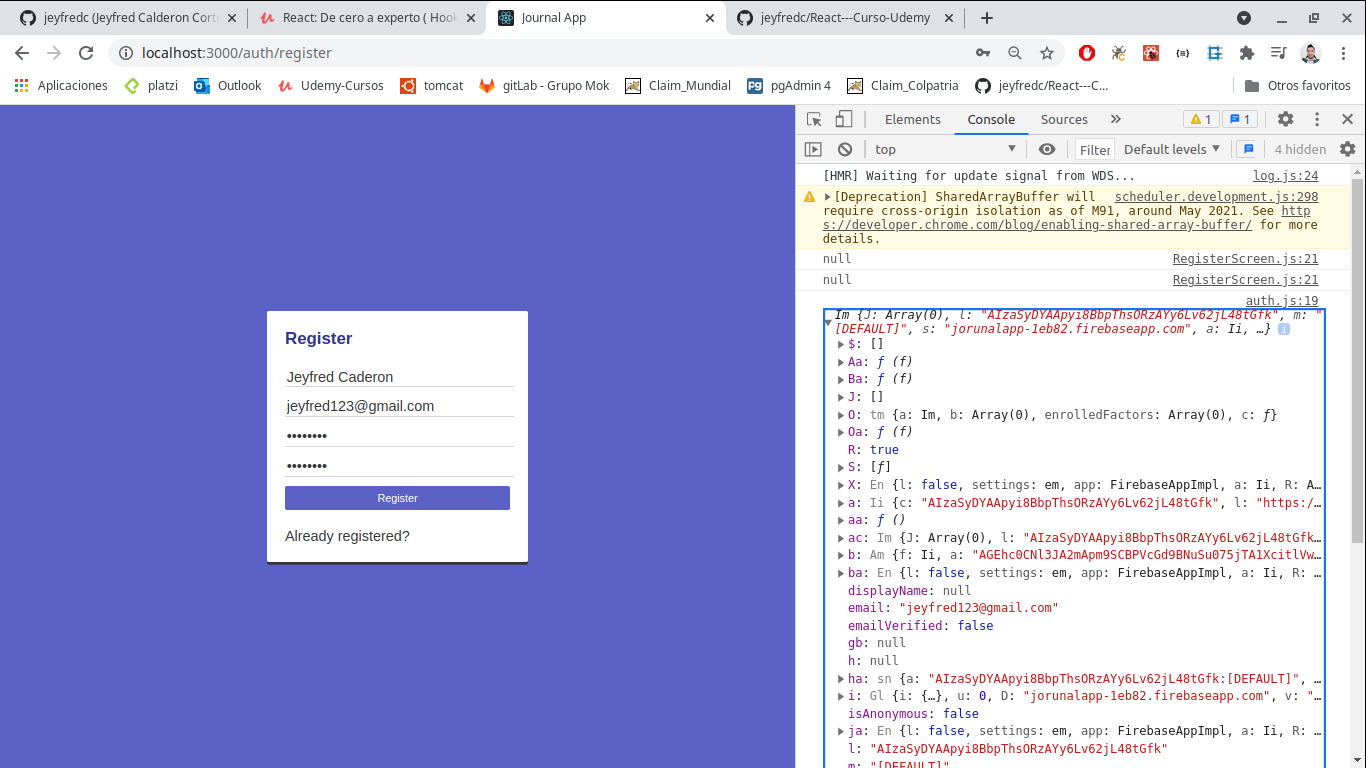 jeyfredc (Jeyfred Calderon Corte
React: De cero a experto ( Hook
Journal App
jeyfredc/React---Curso-Udemy
localhost:3000/auth/register
Aplicaciones
platzi
Outlook
Udemy-Cursos
tomcat
gitLab - Grupo Mok
Claim_Mundial
pgAdmin 4
Claim_Colpatria
jeyfredc/React---C...
Otros favoritos
Register
Jeyfred Caderon
jeyfred123@gmail.com
••••••••
••••••••
Register
Already registered?
Elements Console Sources 1 1
top Filter Default levels 4 hidden
[HMR] Waiting for update signal from WDS... log.js:24
[Deprecation] SharedArrayBuffer will scheduler.development.js:298
require cross-origin isolation as of M91, around May 2021. See http
s://developer.chrome.com/blog/enabling-shared-array-buffer/ for more
details.
null RegisterScreen.js:21
null RegisterScreen.js:21
auth.js:19
Im {J: Array(0), l: "AIzaSyDYAApyi8BbpThsORzAYy6Lv62jL48tGfk", m: "
[DEFAULT]", s: "jorunalapp-1eb82.firebaseapp.com", a: Ii, …} i
$: []
Aa: ƒ (f)
Ba: ƒ (f)
J: []
O: tm {a: Im, b: Array(0), enrolledFactors: Array(0), c: ƒ}
Oa: ƒ (f)
R: true
S: [ƒ]
X: En {l: false, settings: em, app: FirebaseAppImpl, a: Ii, R: A…
a: Ii {c: "AIzaSyDYAApyi8BbpThsORzAYy6Lv62jL48tGfk", l: "https:/…
aa: ƒ ()
ac: Im {J: Array(0), l: "AIzaSyDYAApyi8BbpThsORzAYy6Lv62jL48tGfk…
b: Am {f: Ii, a: "AGEhc0CNl3JA2mApm9SCBPVcGd9BNuSu075jTA1XcitlVw…
ba: En {l: false, settings: em, app: FirebaseAppImpl, a: Ii, R: …
displayName: null
email: "jeyfred123@gmail.com"
emailVerified: false
gb: null
h: null
ha: sn {a: "AIzaSyDYAApyi8BbpThsORzAYy6Lv62jL48tGfk:[DEFAULT]", …
i: Gl {i: {…}, u: 0, D: "jorunalapp-1eb82.firebaseapp.com", v: "…
isAnonymous: false
ja: En {l: false, settings: em, app: FirebaseAppImpl, a: Ii, R: …
l: "AIzaSyDYAApyi8BbpThsORzAYy6Lv62jL48tGfk"
m: "[DEFAULT]"